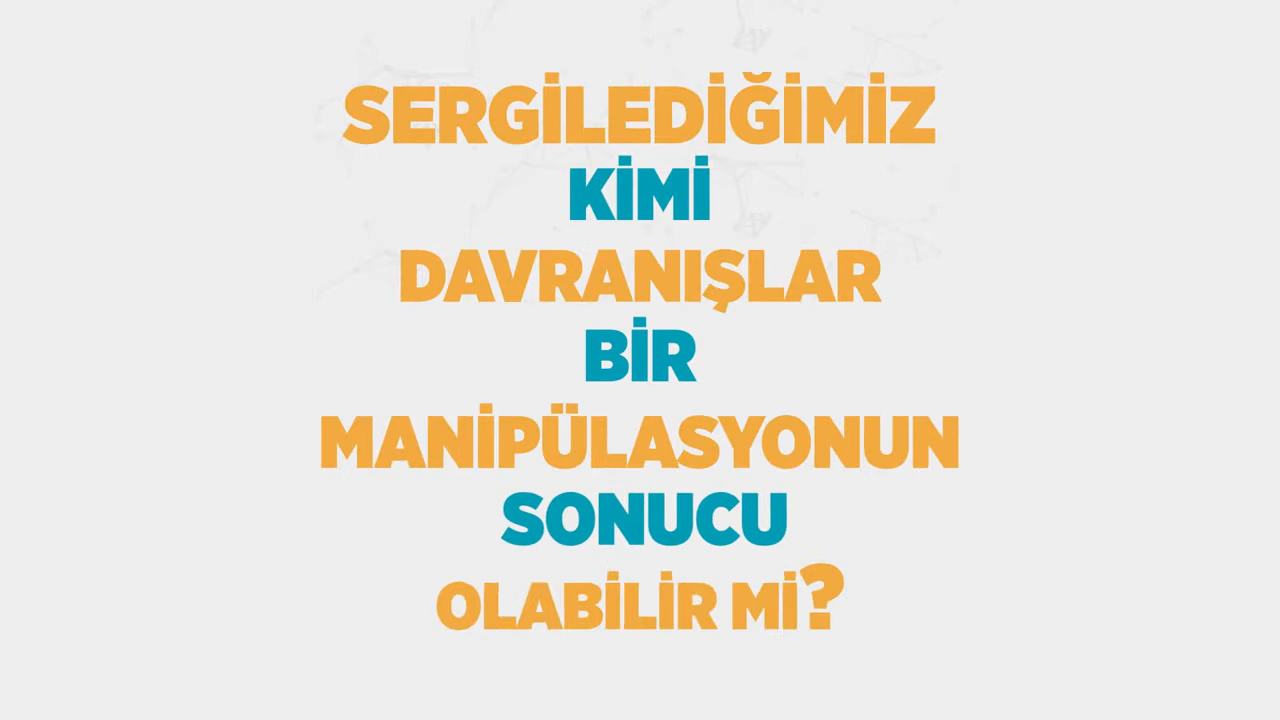 SERGİLEDİĞİMİZ
KİMİ
DAVRANIŞLAR
BİR
MANİPÜLASYONUN
SONUCU
OLABİLİR Mİ?